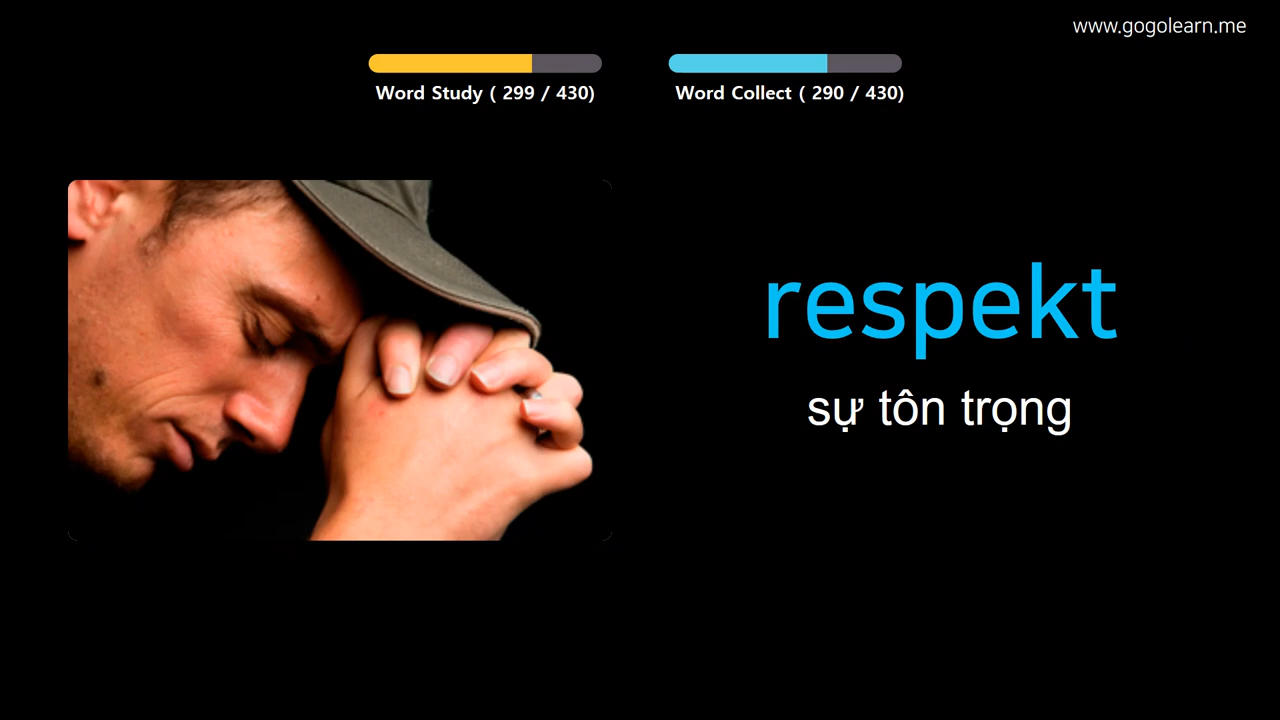 www.gogolearn.me
Word Study ( 299 / 430)
Word Collect ( 290 / 430)
respekt
sự tôn trọng